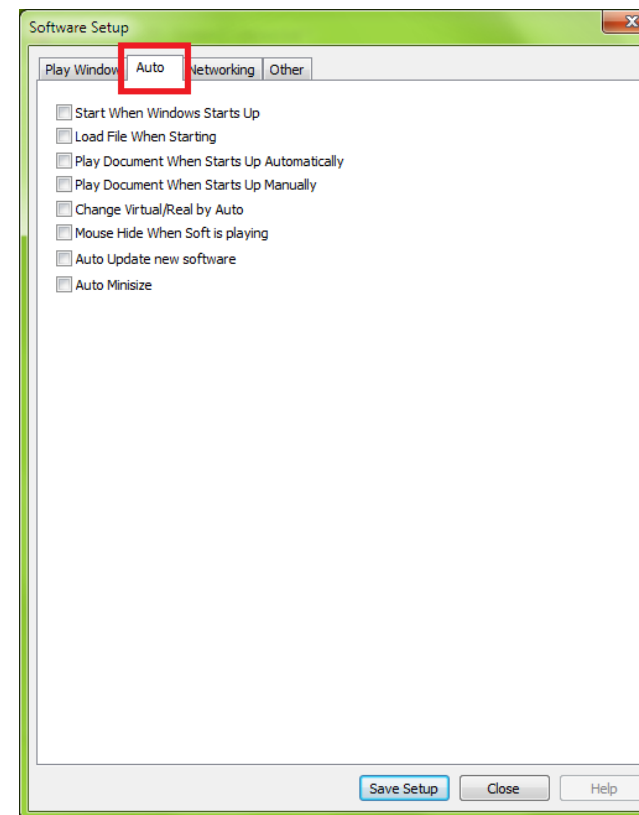 Software Setup
Play Window Auto Networking Other
Start When Windows Starts Up
Load File When Starting
Play Document When Starts Up Automatically
Play Document When Starts Up Manually
Change Virtual/Real by Auto
Mouse Hide When Soft is playing
Auto Update new software
Auto Minisize
Save Setup Close Help